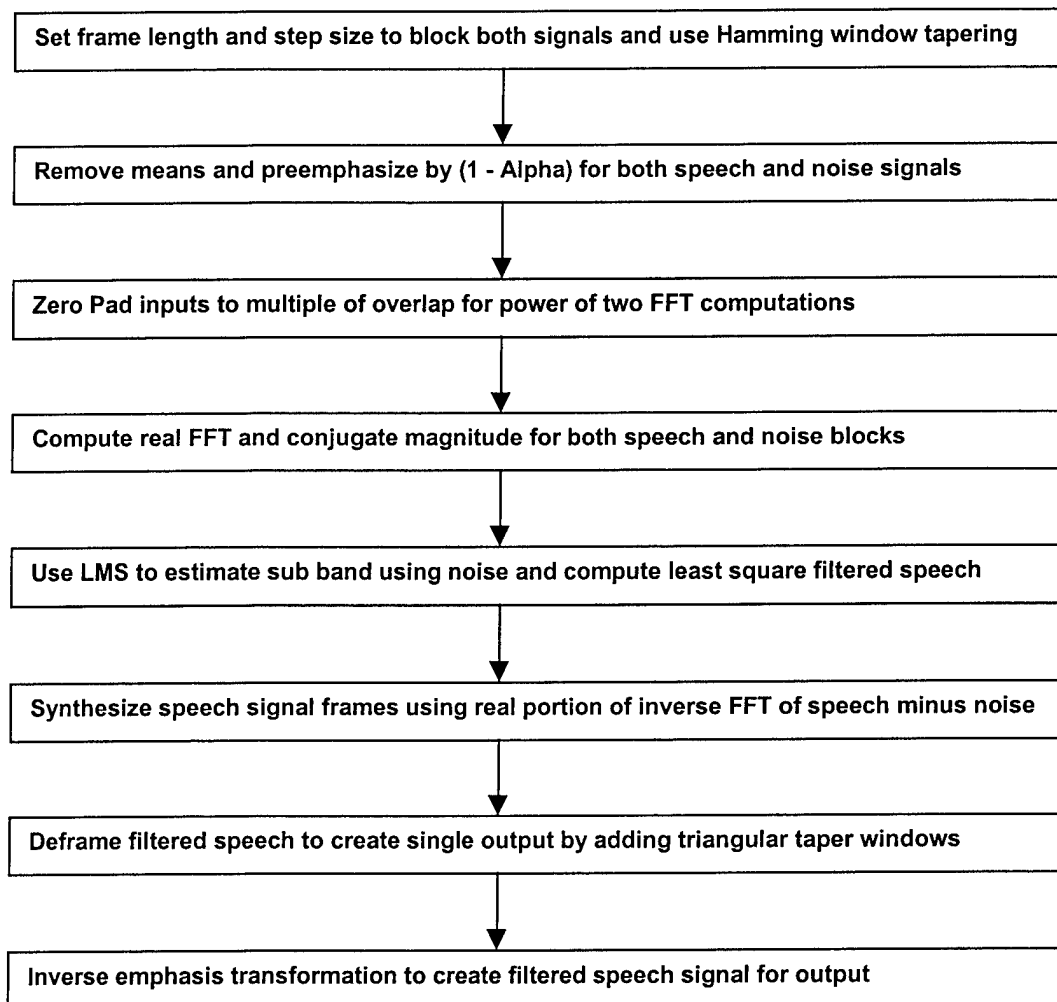 Set frame length and step size to block both signals and use Hamming window tapering
Remove means and preemphasize by (1 - Alpha) for both speech and noise signals
Zero Pad inputs to multiple of overlap for power of two FFT computations
Compute real FFT and conjugate magnitude for both speech and noise blocks
Use LMS to estimate sub band using noise and compute least square filtered speech
Synthesize speech signal frames using real portion of inverse FFT of speech minus noise
Deframe filtered speech to create single output by adding triangular taper windows
Inverse emphasis transformation to create filtered speech signal for output